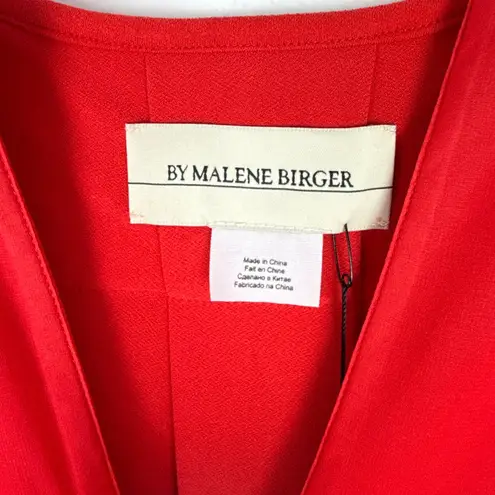 BY MALENE BIRGER
Made in China
Fait en Chine
Сделано в Китае
Fabricado na China